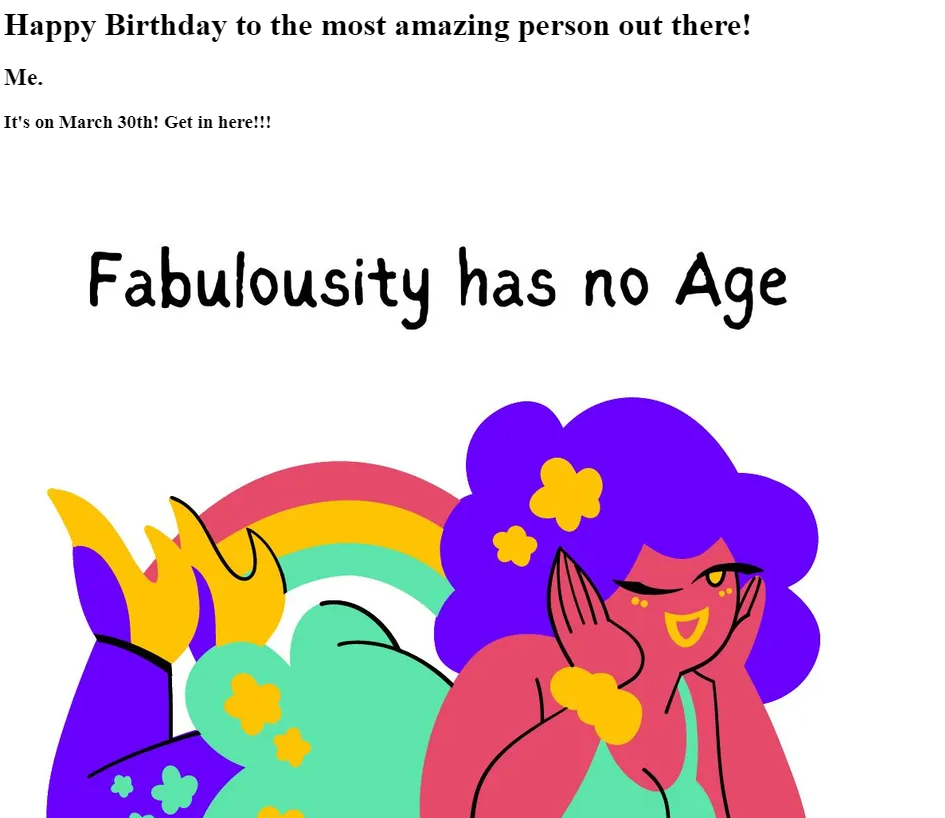 Happy Birthday to the most amazing person out there!
Me.
It's on March 30th! Get in here!!!
Fabulousity has no Age